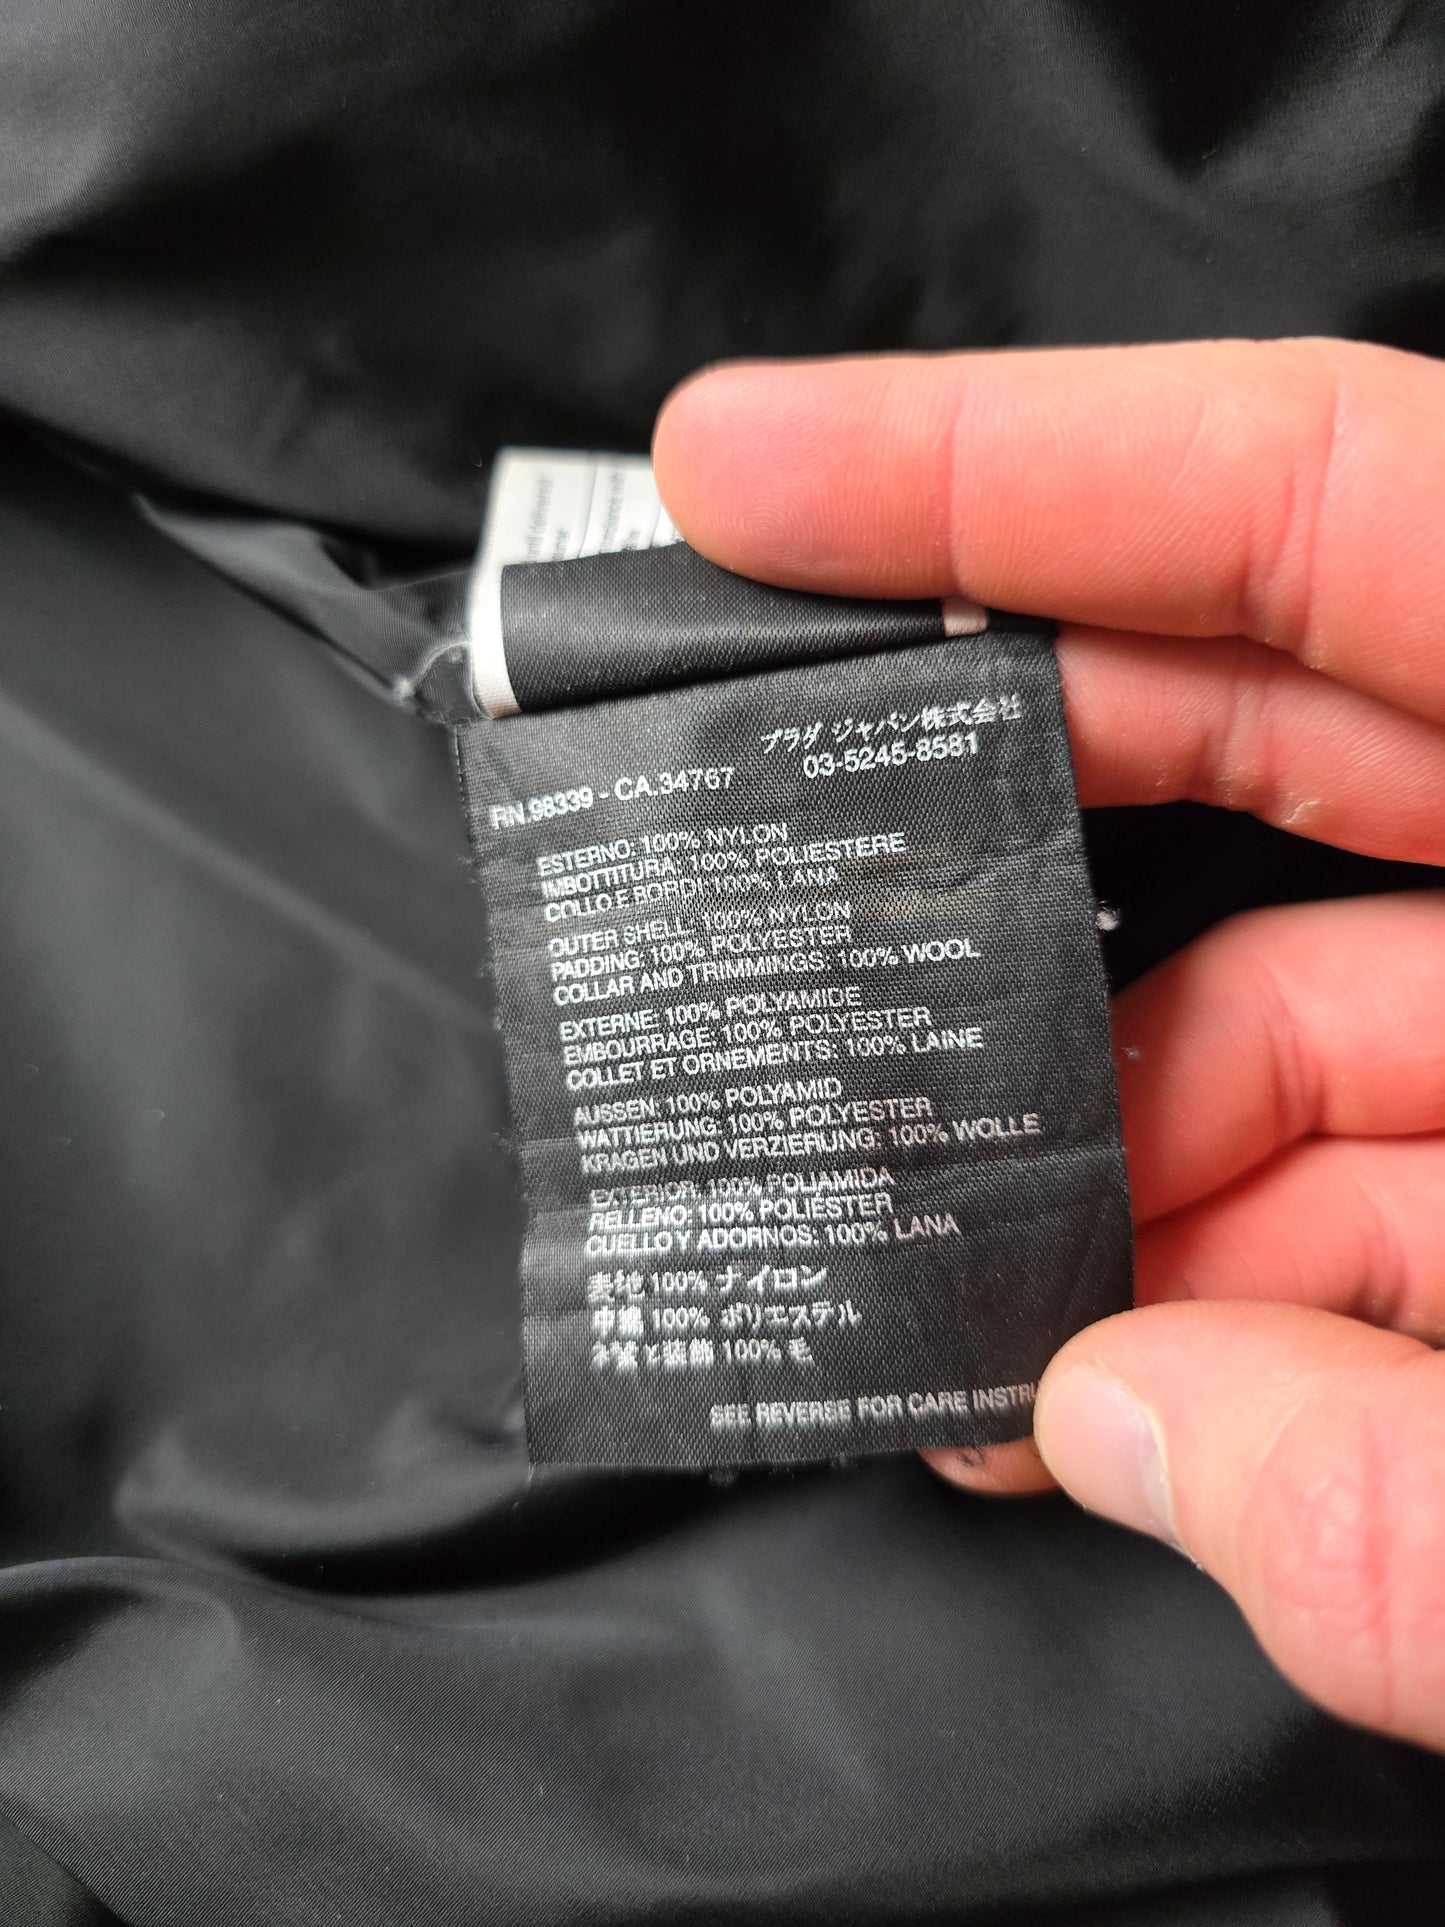 プラダ ジャパン株式会社
03-5245-8581
RN.98339 - CA.34767
ESTERNO: 100% NYLON
IMBOTTITURA: 100% POLIESTERE
COLLO E BORDI: 100% LANA
OUTER SHELL: 100% NYLON
PADDING: 100% POLYESTER
COLLAR AND TRIMMINGS: 100% WOOL
EXTERNE: 100% POLYAMIDE
EMBOURRAGE: 100% POLYESTER
COLLET ET ORNEMENTS: 100% LAINE
AUSSEN: 100% POLYAMID
WATTIERUNG: 100% POLYESTER
KRAGEN UND VERZIERUNG: 100% WOLLE
EXTERIOR: 100% POLIAMIDA
RELLENO: 100% POLIÉSTER
CUELLO Y ADORNOS: 100% LANA
表地 100% ナイロン
中綿 100% ポリエステル
装飾 100% 毛
SEE REVERSE FOR CARE INSTRU